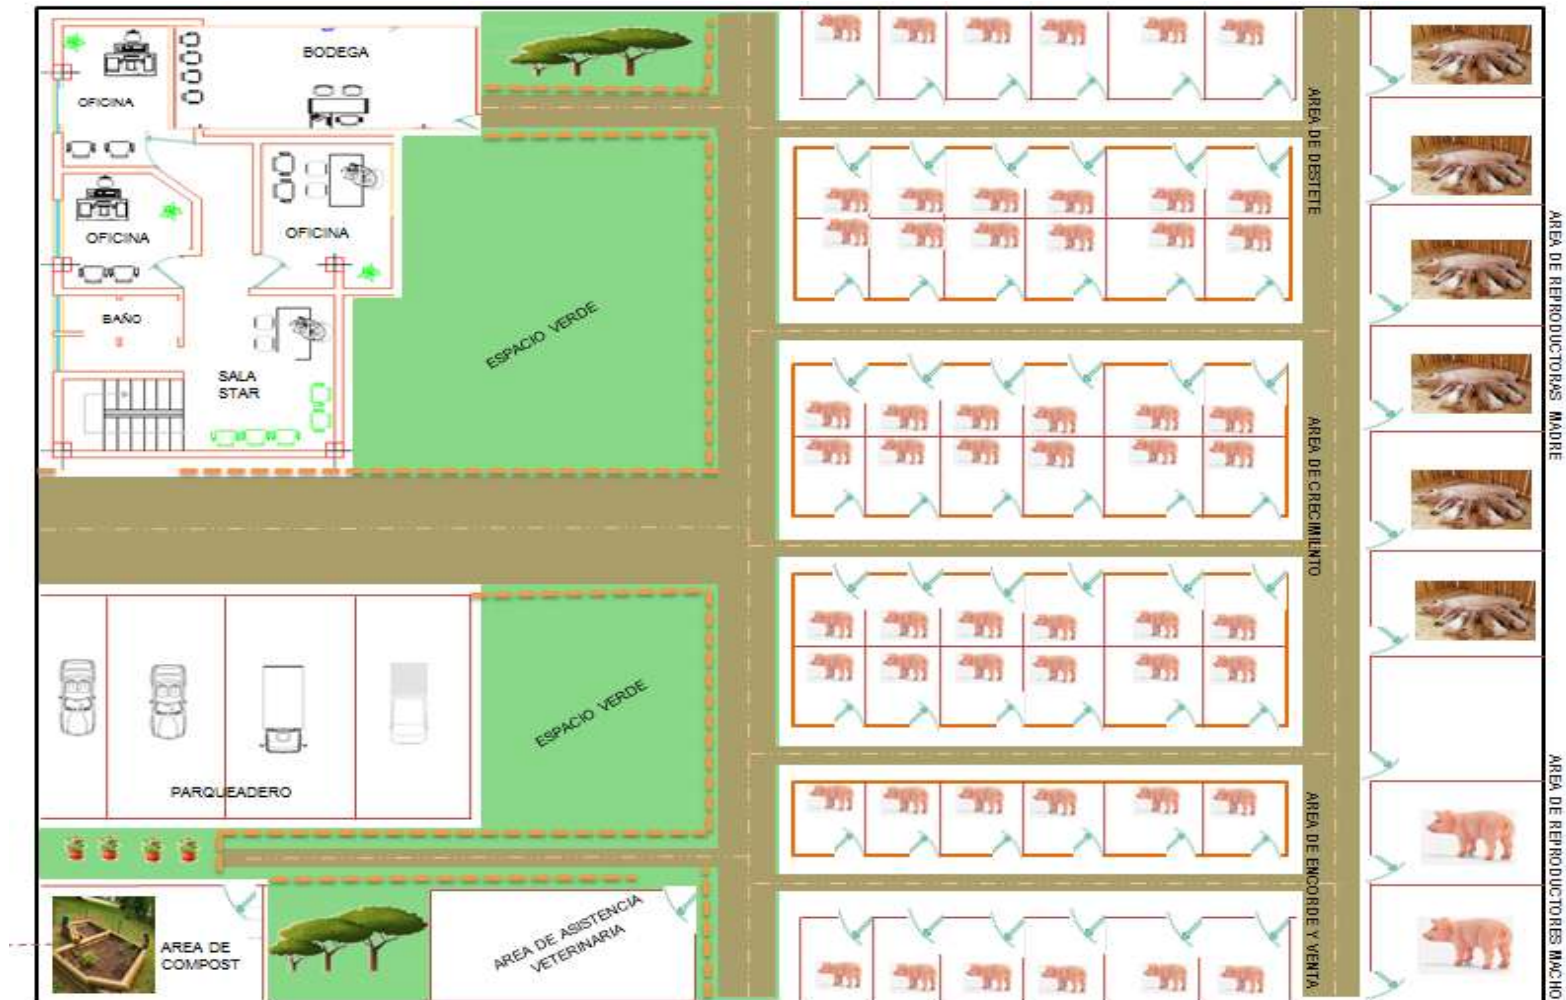 BODEGA
OFICINA
OFICINA
OFICINA
BAÑO
SALA
STAR
ESPACIO VERDE
AREA DE DESTETE
AREA DE REPRODUCTORAS MADRE
AREA DE CRECIMIENTO
ESPACIO VERDE
PARQUEADERO
AREA DE ENCORDE Y VENTA
AREA DE REPRODUCTORES MACHO
AREA DE
COMPOST
AREA DE ASISTENCIA
VETERINARIA